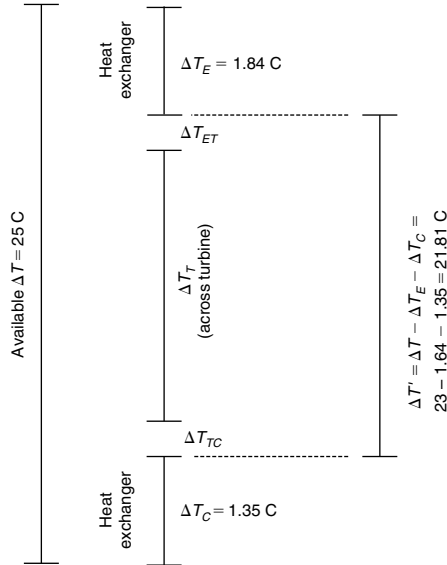 Available ΔT = 25 C
Heat
exchanger
ΔT_E = 1.84 C
ΔT_ET
ΔT_T
(across turbine)
ΔT_TC
Heat
exchanger
ΔT_C = 1.35 C
ΔT' = ΔT − ΔT_E − ΔT_C =
23 − 1.64 − 1.35 = 21.81 C